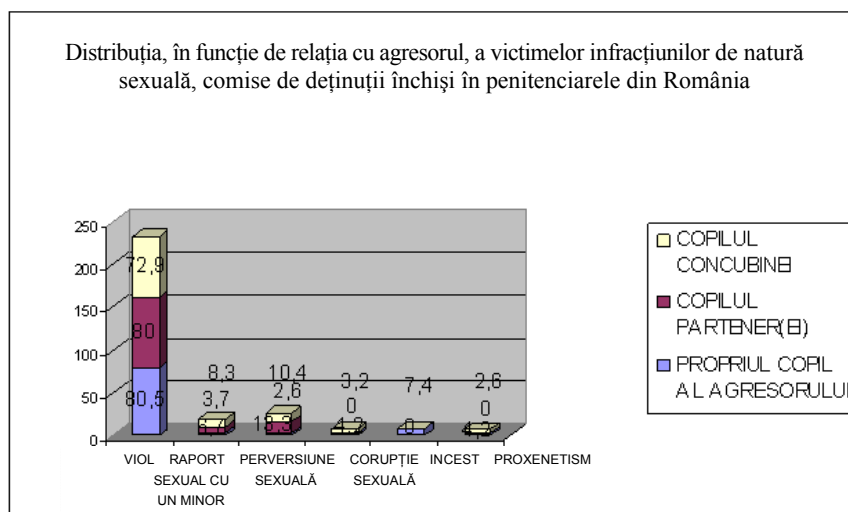 Distribuția, în funcție de relația cu agresorul, a victimelor infracțiunilor de natură
sexuală, comise de deținuții închiși în penitenciarele din România
250
200
150
100
50
0
72,9
80
80,5
8,3
3,7
10,4
2,6
3,2
0
7,4
2,6
0
VIOL
RAPORT
SEXUAL CU
UN MINOR
PERVERSIUNE
SEXUALĂ
CORUPȚIE
SEXUALĂ
INCEST
PROXENETISM
COPILUL
CONCUBINEI
COPILUL
PARTENER(EI)
PROPRIUL COPIL
AL AGRESORULUI